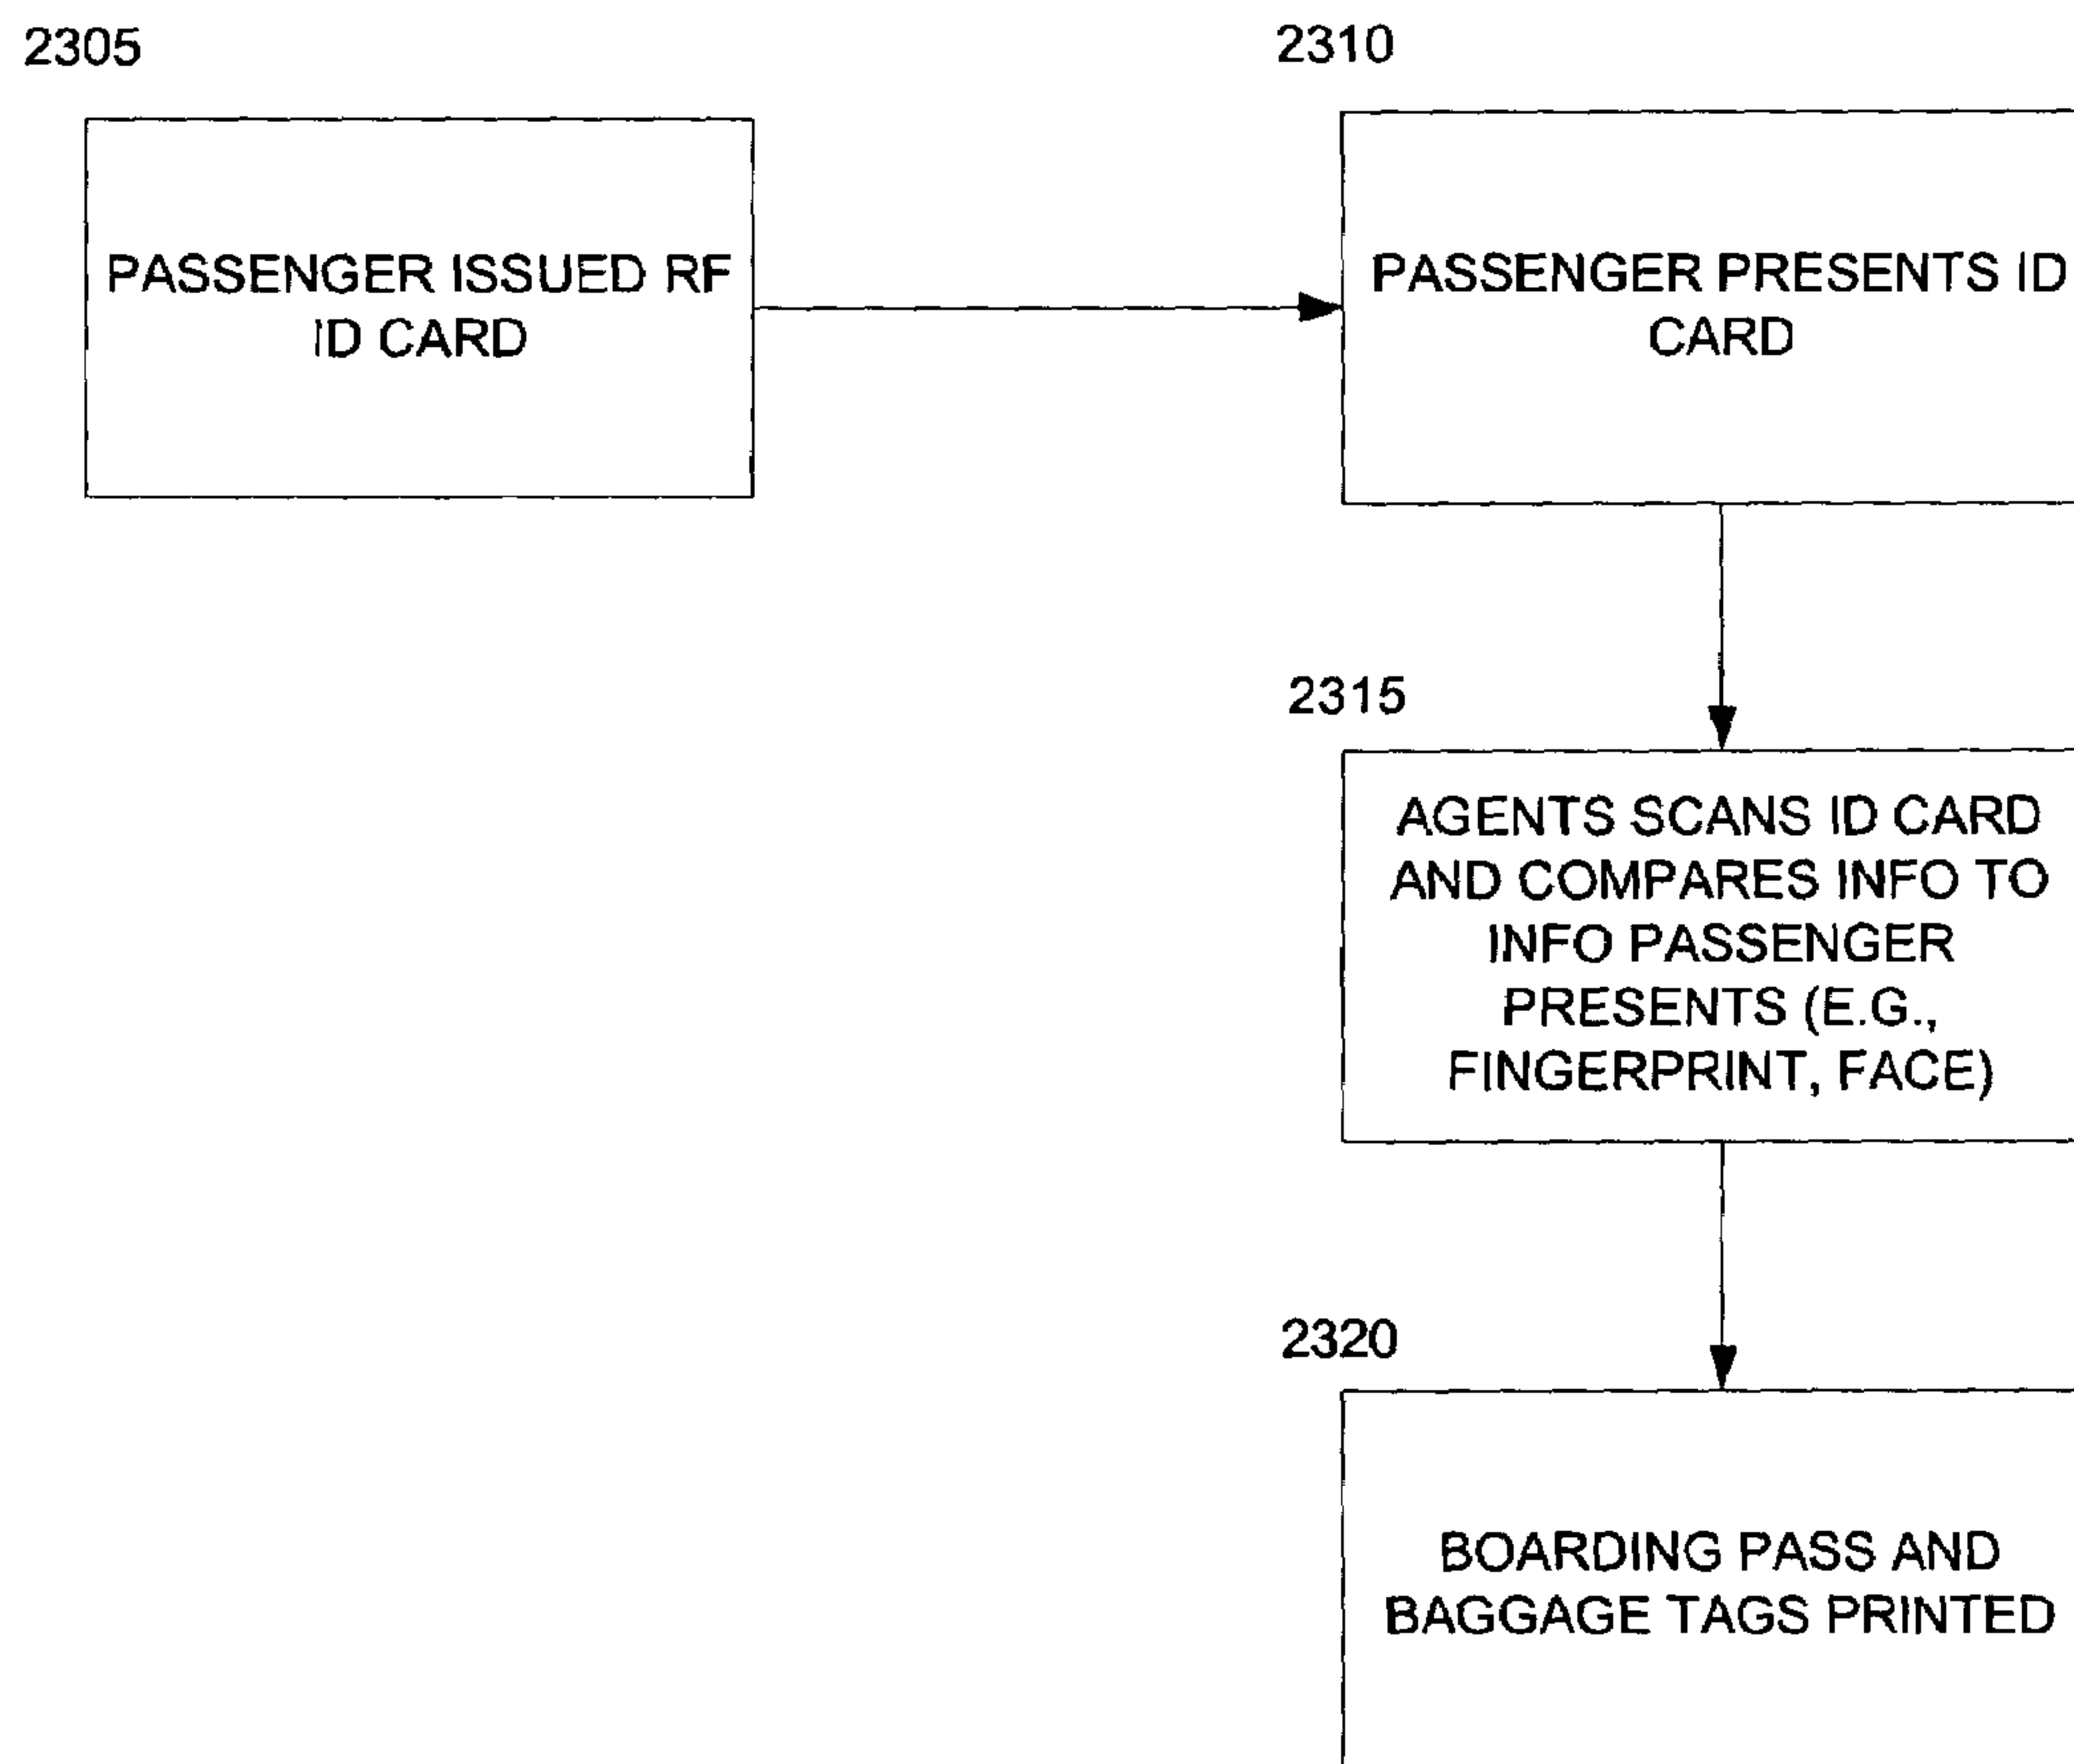 2305
PASSENGER ISSUED RF
ID CARD
2310
PASSENGER PRESENTS ID
CARD
2315
AGENTS SCANS ID CARD
AND COMPARES INFO TO
INFO PASSENGER
PRESENTS (E.G.,
FINGERPRINT, FACE)
2320
BOARDING PASS AND
BAGGAGE TAGS PRINTED